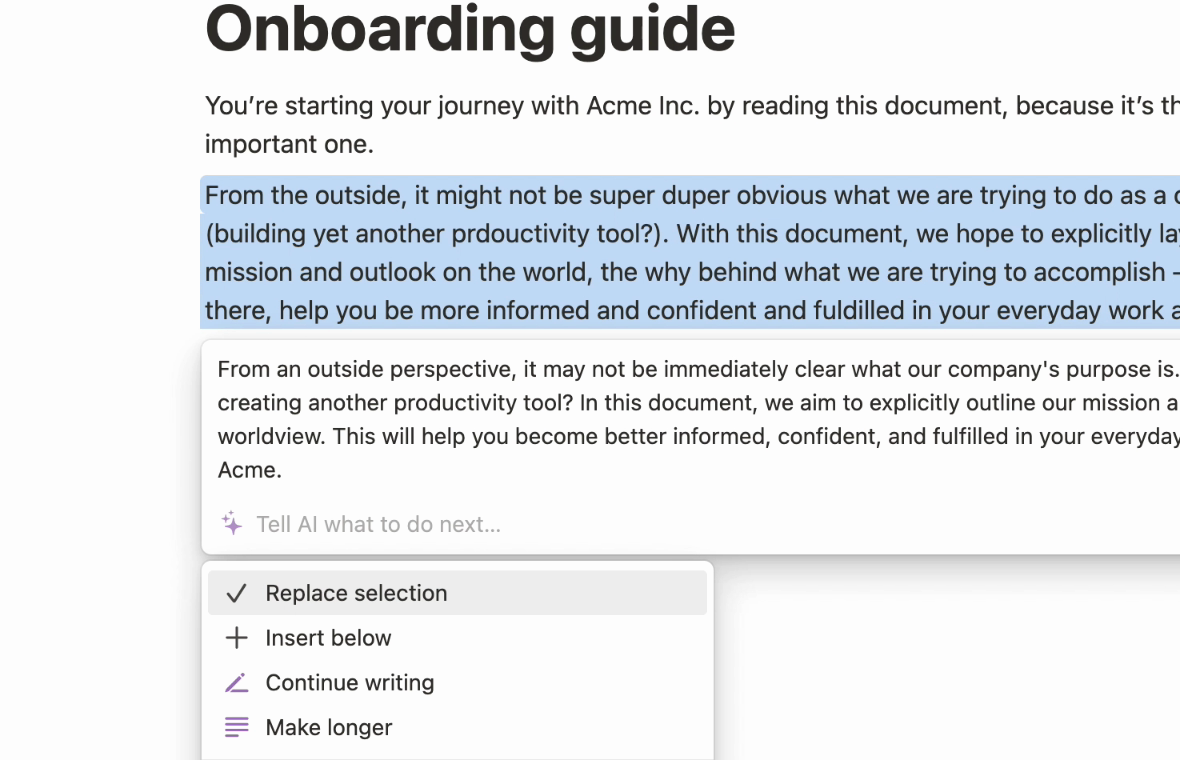 Onboarding guide
You’re starting your journey with Acme Inc. by reading this document, because it’s
important one.
From the outside, it might not be super duper obvious what we are trying to do as a
(building yet another prdouctivity tool?). With this document, we hope to explicitly
mission and outlook on the world, the why behind what we are trying to accomplish -
there, help you be more informed and confident and fuldilled in your everyday work
From an outside perspective, it may not be immediately clear what our company's purpose is.
creating another productivity tool? In this document, we aim to explicitly outline our mission
worldview. This will help you become better informed, confident, and fulfilled in your everyday
Acme.
Tell AI what to do next...
Replace selection
Insert below
Continue writing
Make longer